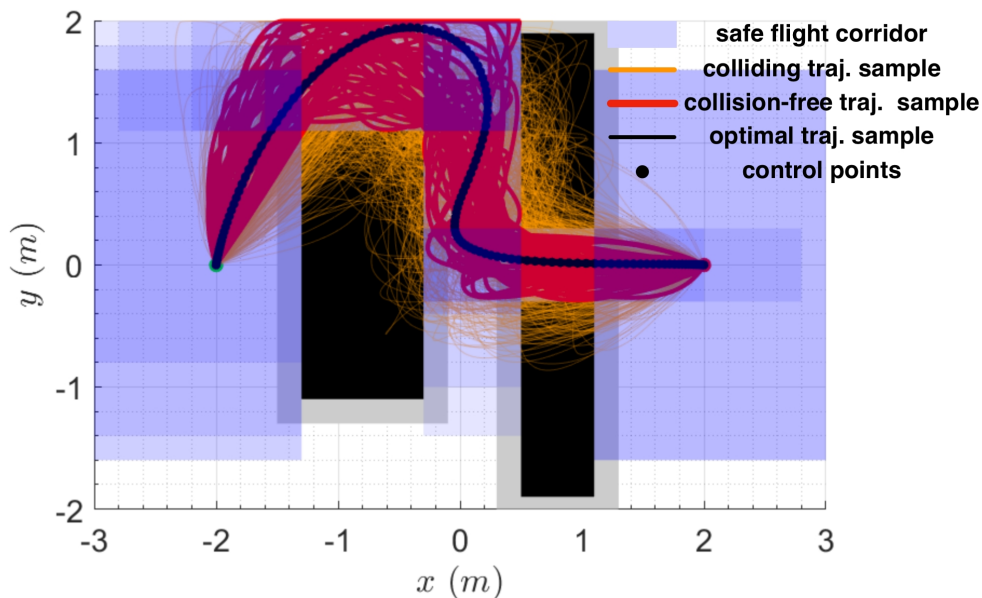 2
safe flight corridor
colliding traj. sample
collision-free traj. sample
1
optimal traj. sample
control points
0
y (m)
-1
-2
-3 -2 -1 0 1 2 3
x (m)